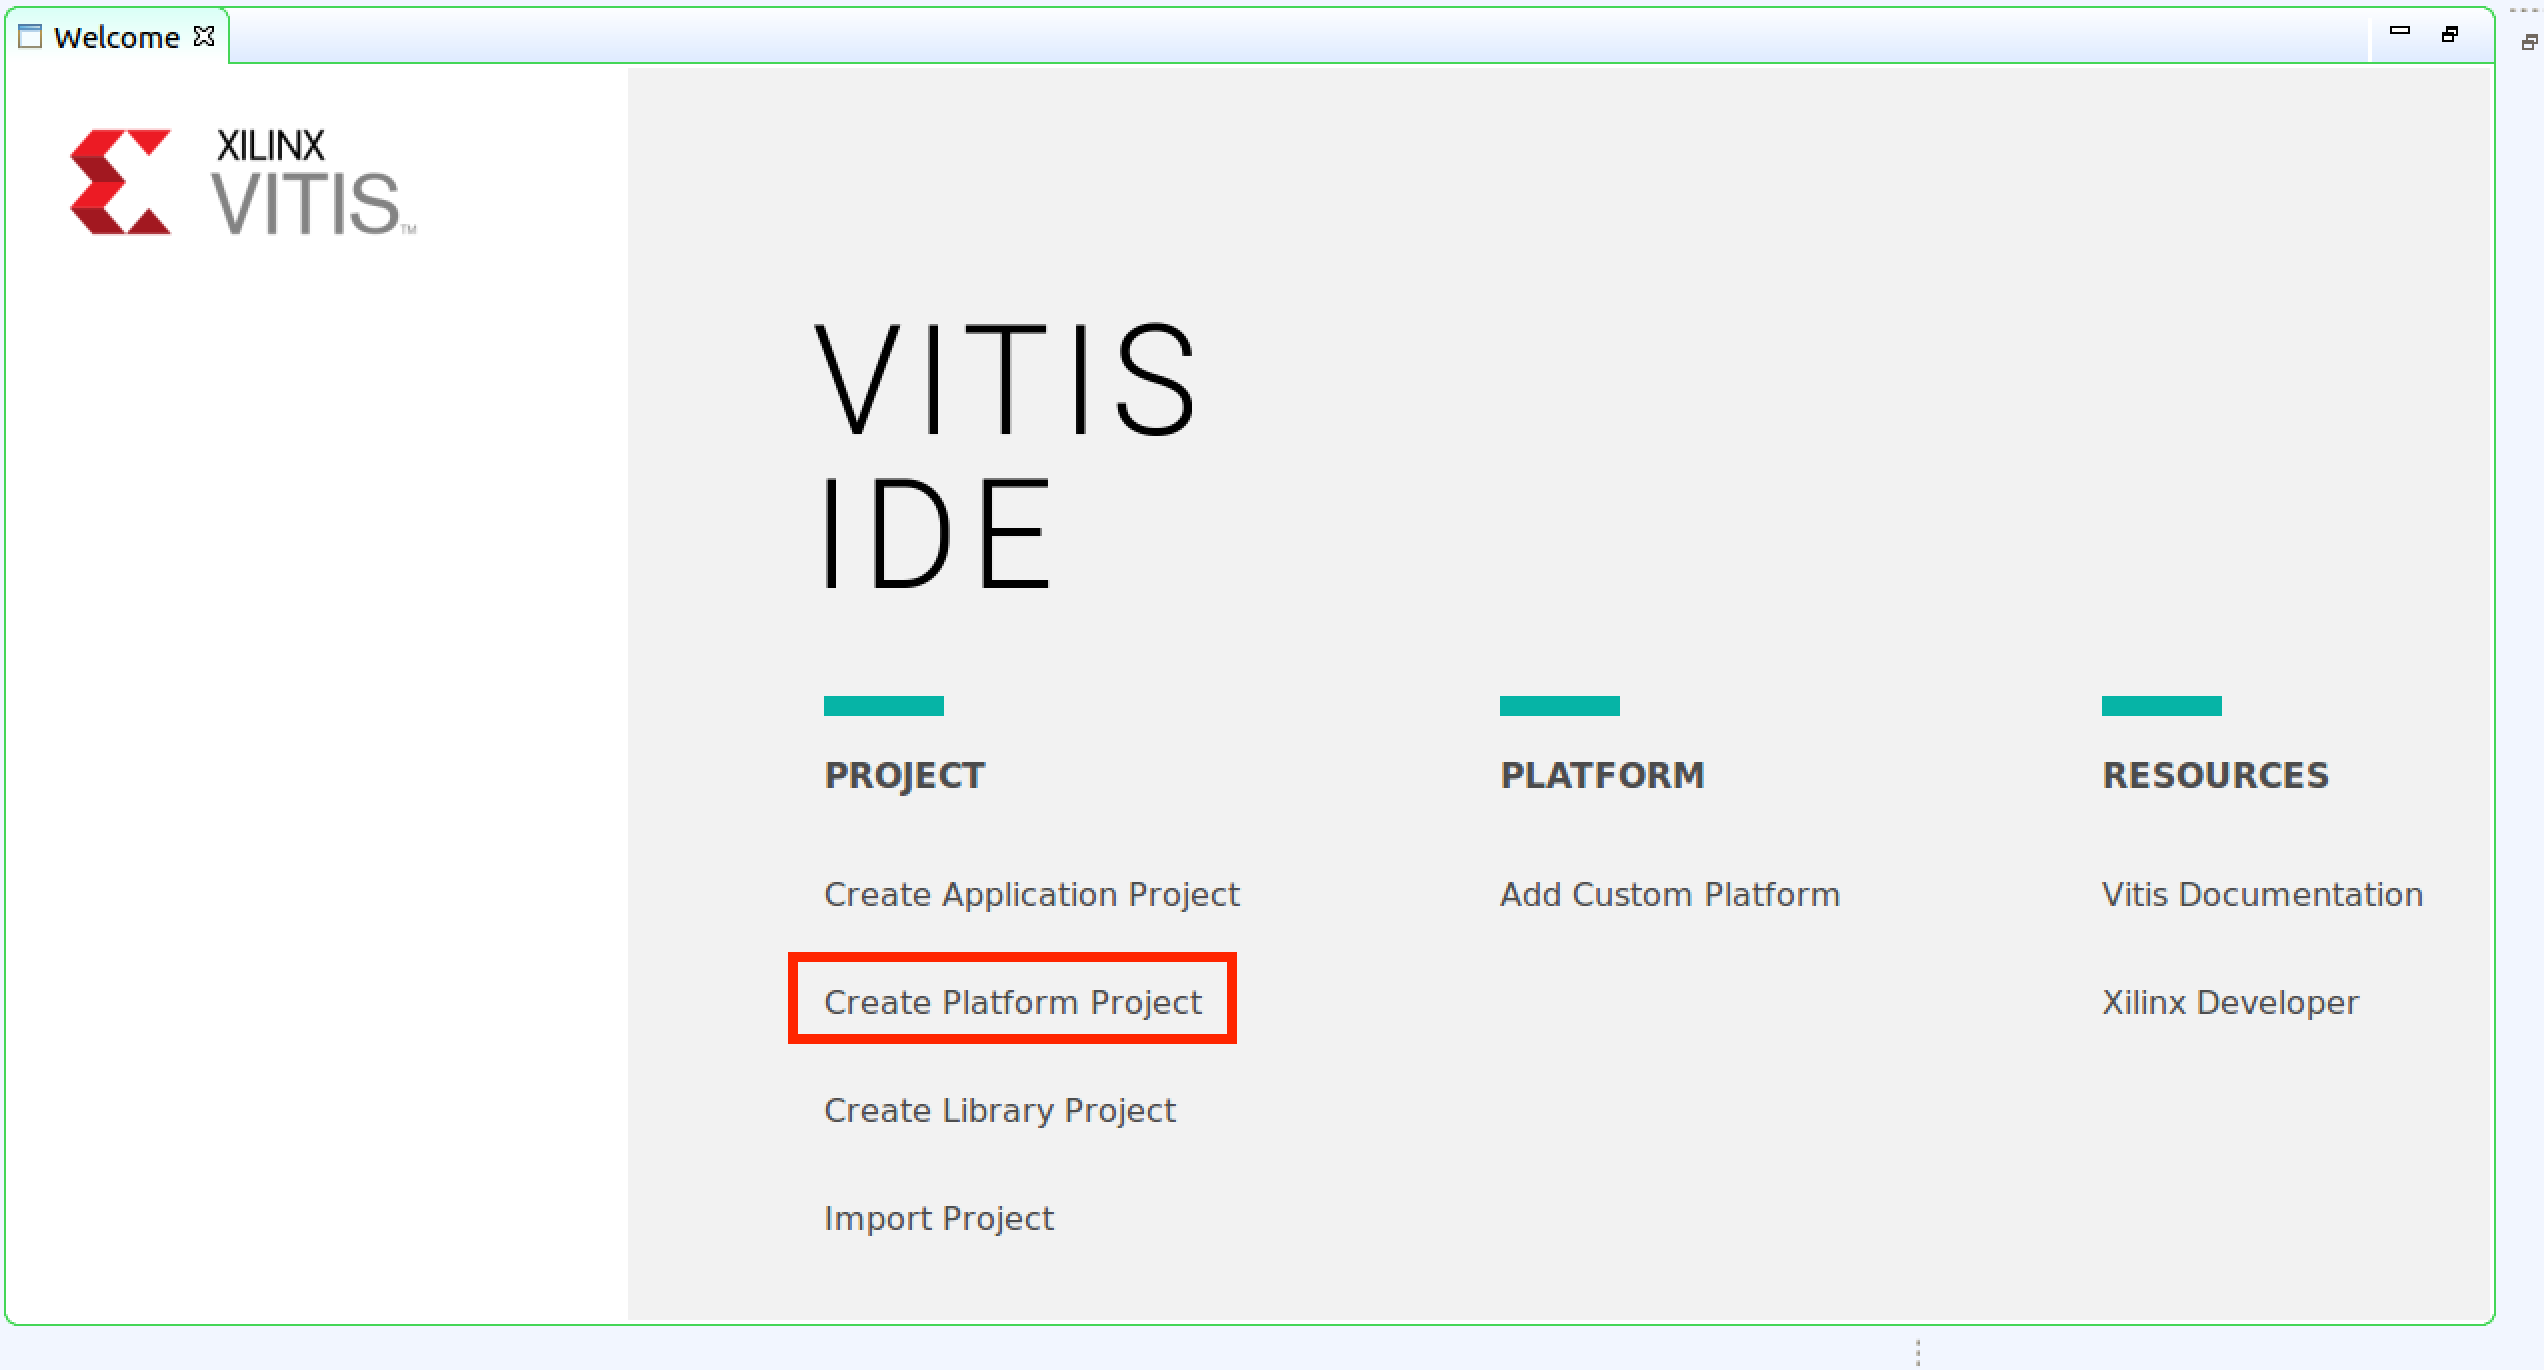 Welcome
XILINX
VITIS™
VITIS
IDE
PROJECT
Create Application Project
Create Platform Project
Create Library Project
Import Project
PLATFORM
Add Custom Platform
RESOURCES
Vitis Documentation
Xilinx Developer